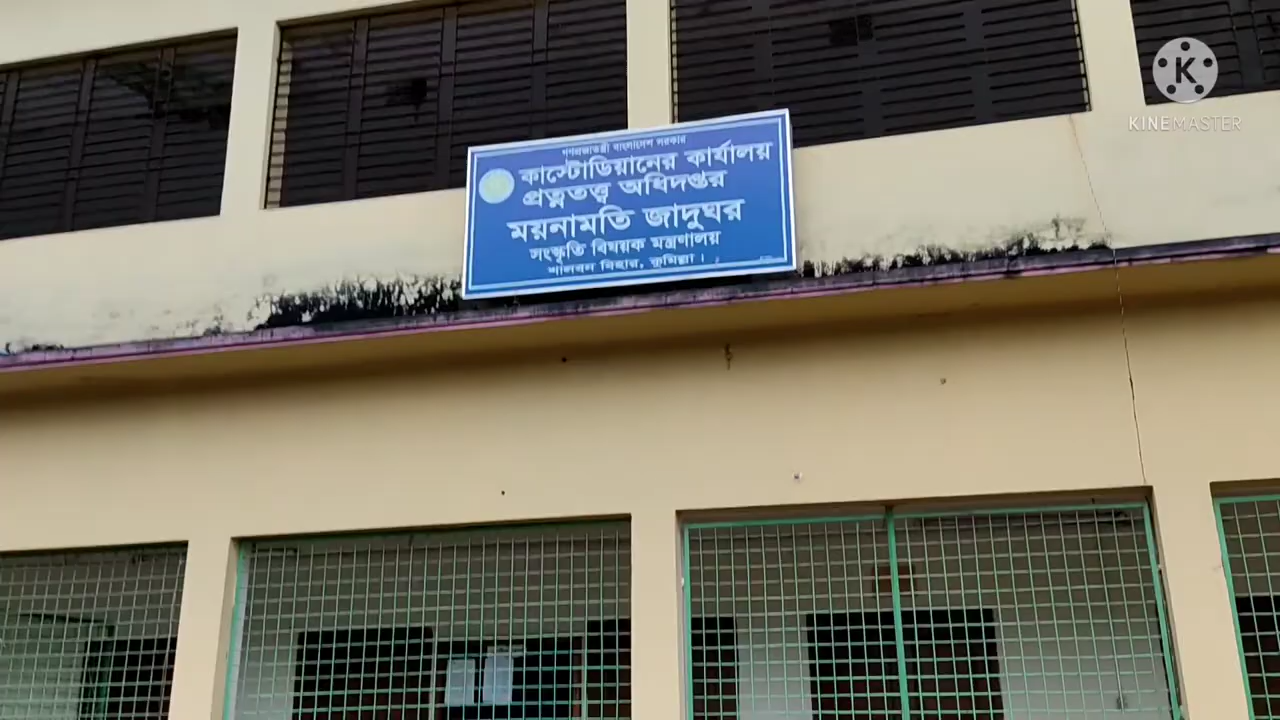 গণপ্রজাতন্ত্রী বাংলাদেশ সরকার
কাস্টোডিয়ানের কার্যালয়
প্রত্নতত্ত্ব অধিদপ্তর
ময়নামতি জাদুঘর
সংস্কৃতি বিষয়ক মন্ত্রণালয়
শালবন বিহার, কুমিল্লা।
K
KINEMASTER